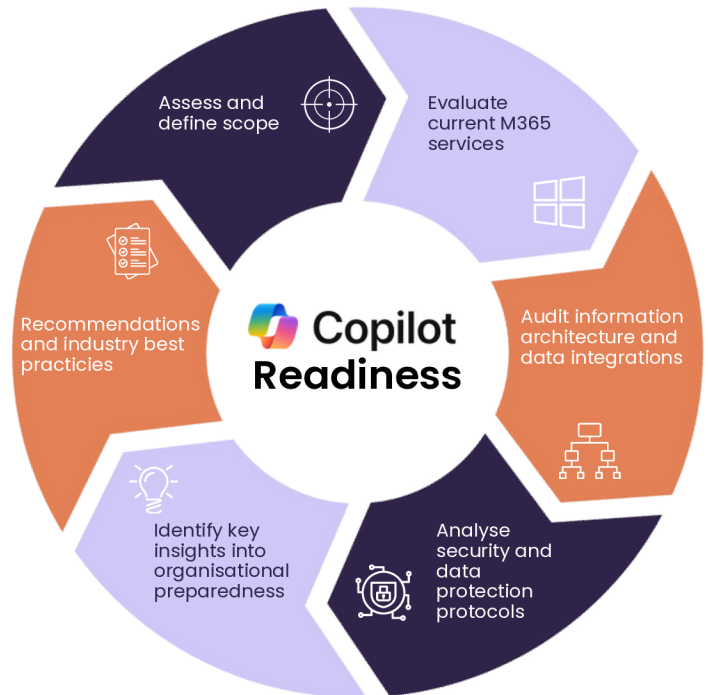 Assess and
define scope
Evaluate
current M365
services
Audit information
architecture and
data integrations
Analyse
security and
data
protection
protocols
Identify key
insights into
organisational
preparedness
Recommendations
and industry best
practicies
Copilot
Readiness